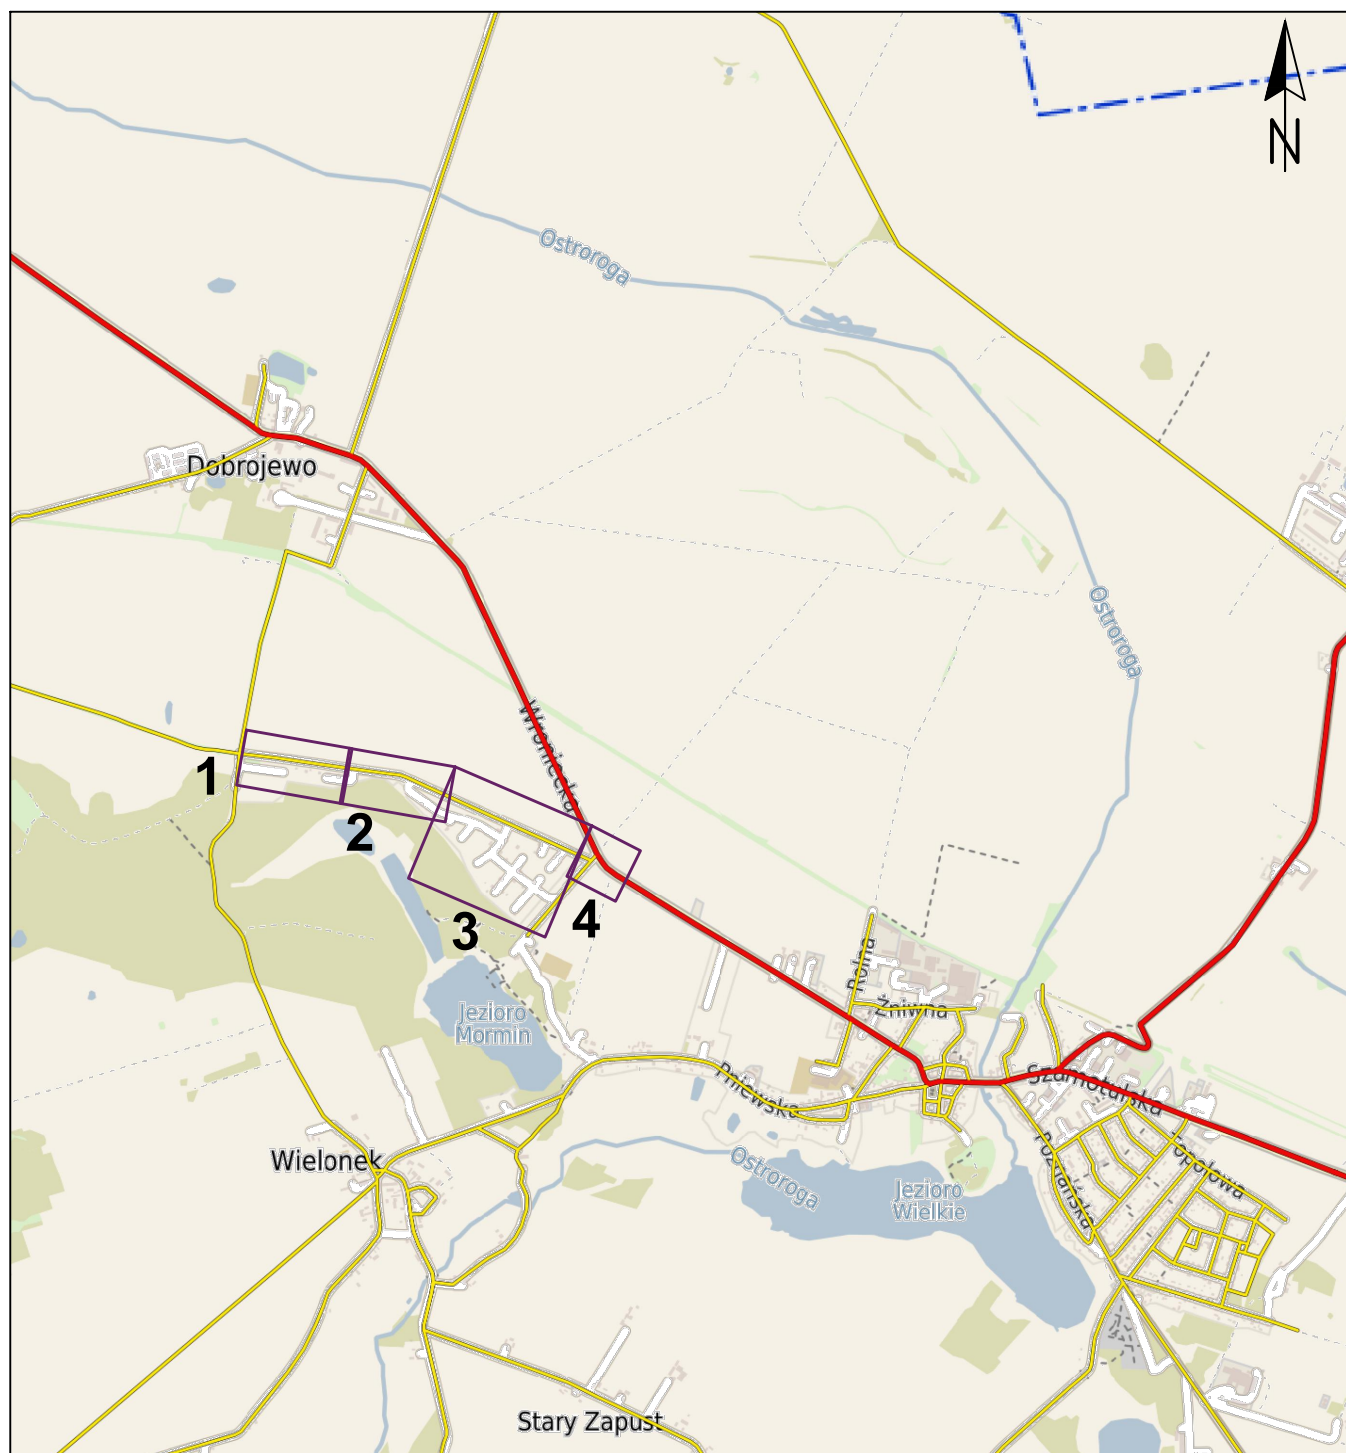 N
Ostroroga
Dobrojewo
Ostroroga
Wroniecka
1
2
3
4
Rolna
Żniwna
Jezioro
Mormin
Pniewska
Szamotulska
Wielonek
Ostroroga
Jezioro
Wielkie
Poznańska
Topolowa
Stary Zapust